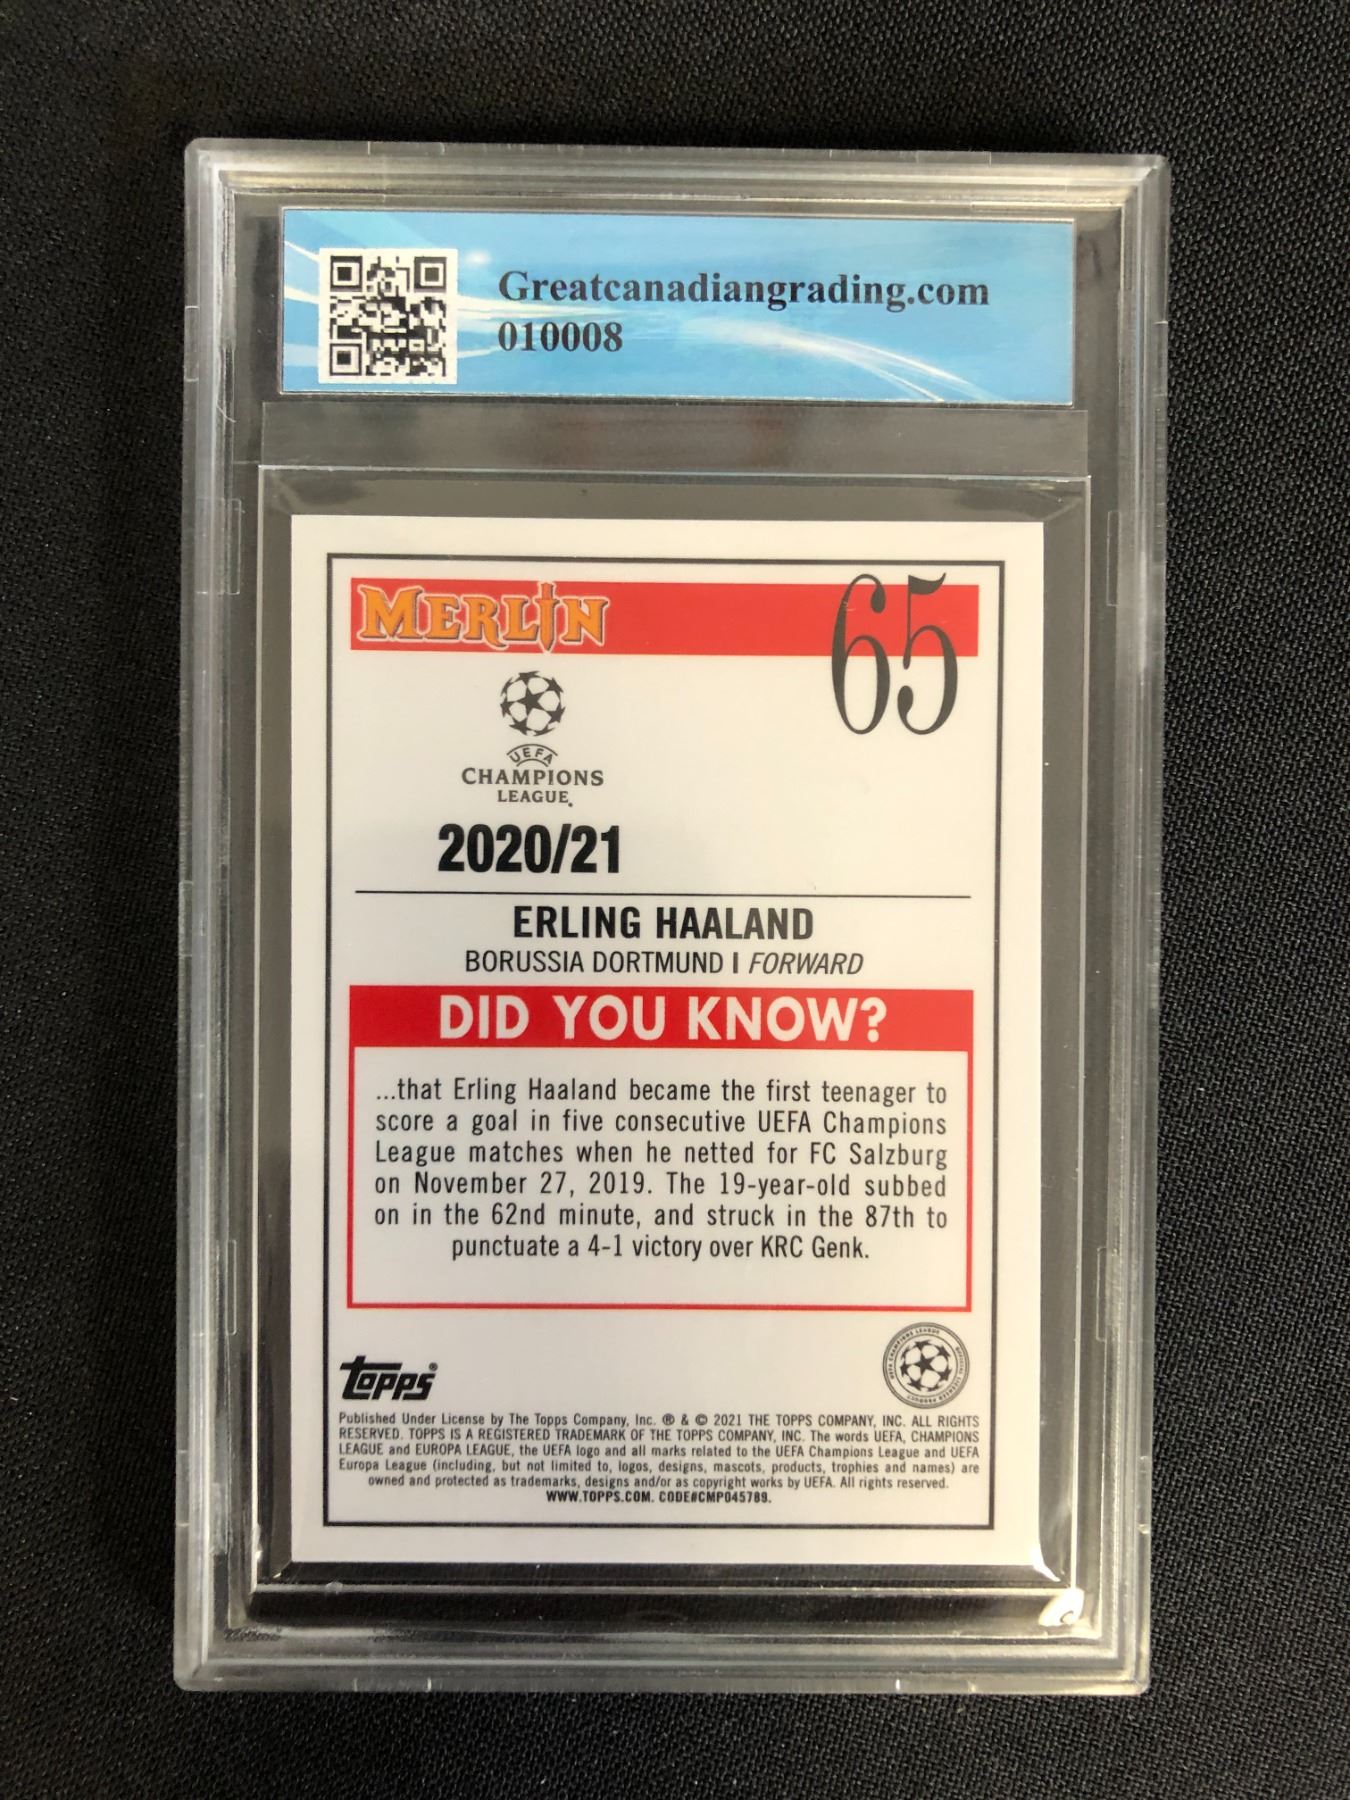 Greatcanadiangrading.com
010008
MERLIN
65
UEFA
CHAMPIONS
LEAGUE
2020/21
ERLING HAALAND
BORUSSIA DORTMUND | FORWARD
DID YOU KNOW?
...that Erling Haaland became the first teenager to
score a goal in five consecutive UEFA Champions
League matches when he netted for FC Salzburg
on November 27, 2019. The 19-year-old subbed
on in the 62nd minute, and struck in the 87th to
punctuate a 4-1 victory over KRC Genk.
topps®
Published Under License by The Topps Company, Inc. ® & © 2021 THE TOPPS COMPANY, INC. ALL RIGHTS
RESERVED. TOPPS IS A REGISTERED TRADEMARK OF THE TOPPS COMPANY, INC. The words UEFA, CHAMPIONS
LEAGUE and EUROPA LEAGUE, the UEFA logo and all marks related to the UEFA Champions League and UEFA
Europa League (including, but not limited to, logos, designs, mascots, products, trophies and names) are
owned and protected as trademarks, designs and/or as copyright works by UEFA. All rights reserved.
WWW.TOPPS.COM. CODE#CMP045789.